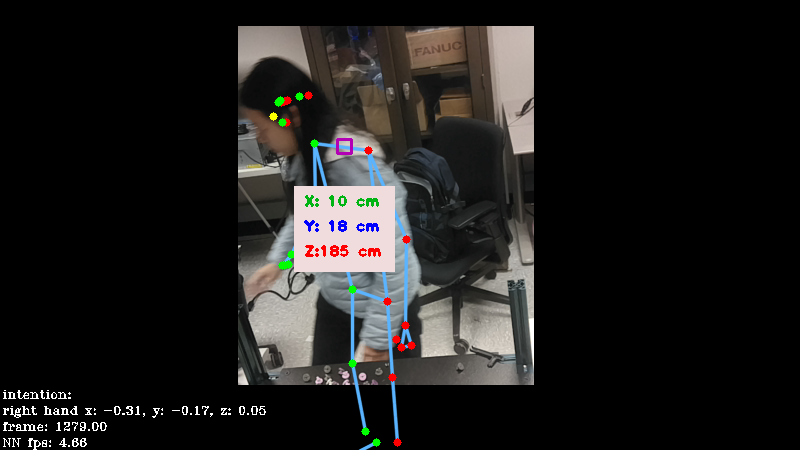 FANUC
X: 10 cm
Y: 18 cm
Z:185 cm
intention:
right hand x: −0.31, y: −0.17, z: 0.05
frame: 1279.00
NN fps: 4.66